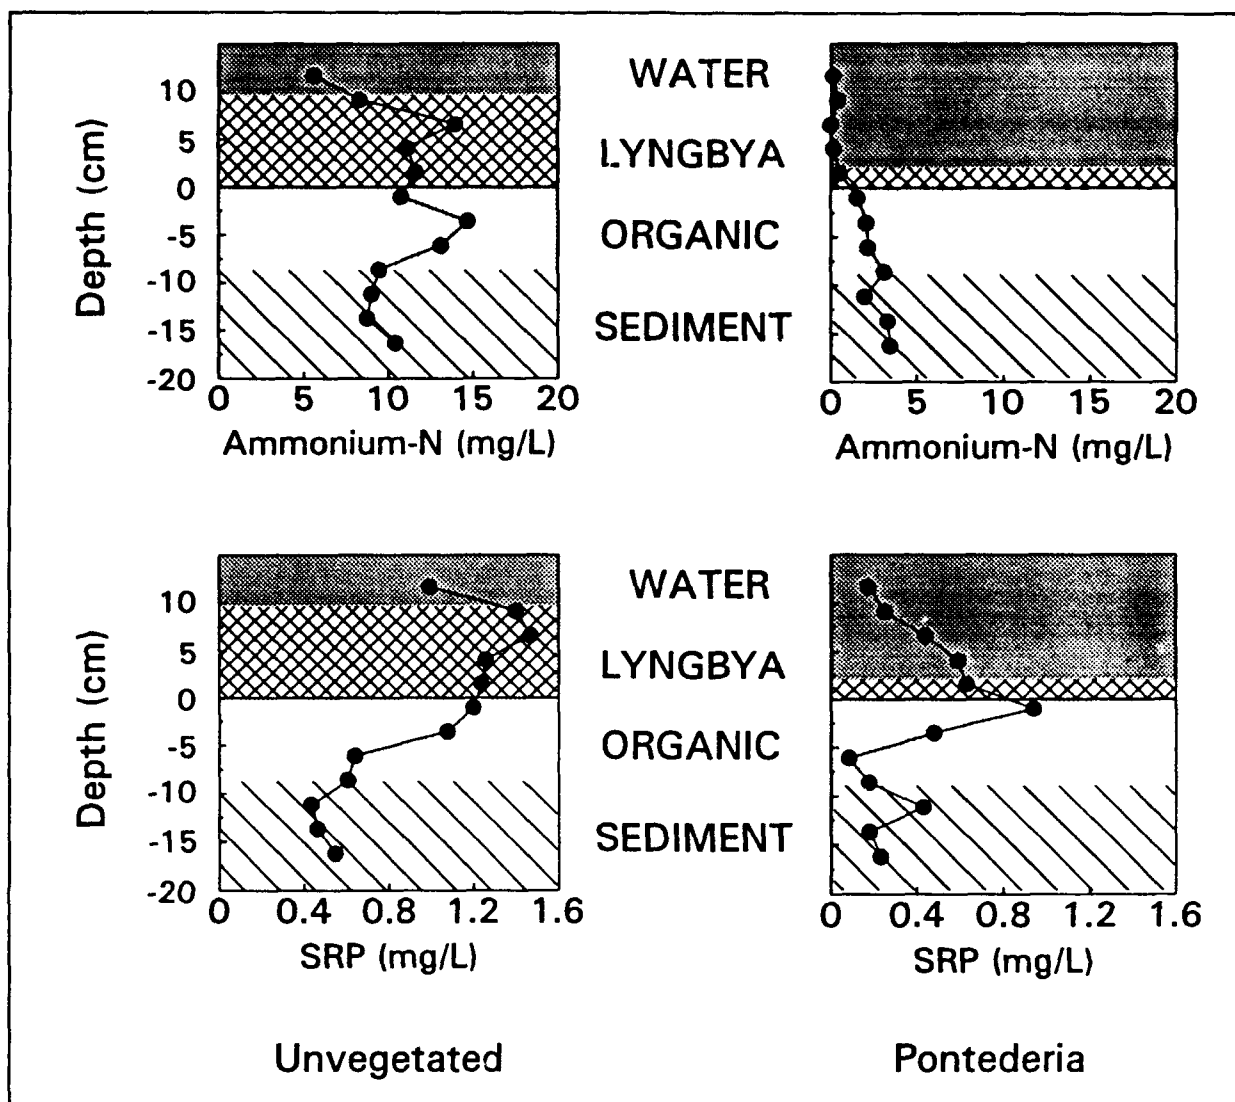 WATER
LYNGBYA
ORGANIC
SEDIMENT
Depth (cm)
10
5
0
-5
-10
-15
-20
0 5 10 15 20
Ammonium-N (mg/L)
0 5 10 15 20
Ammonium-N (mg/L)
WATER
LYNGBYA
ORGANIC
SEDIMENT
Depth (cm)
10
5
0
-5
-10
-15
-20
0 0.4 0.8 1.2 1.6
SRP (mg/L)
0 0.4 0.8 1.2 1.6
SRP (mg/L)
Unvegetated
Pontederia